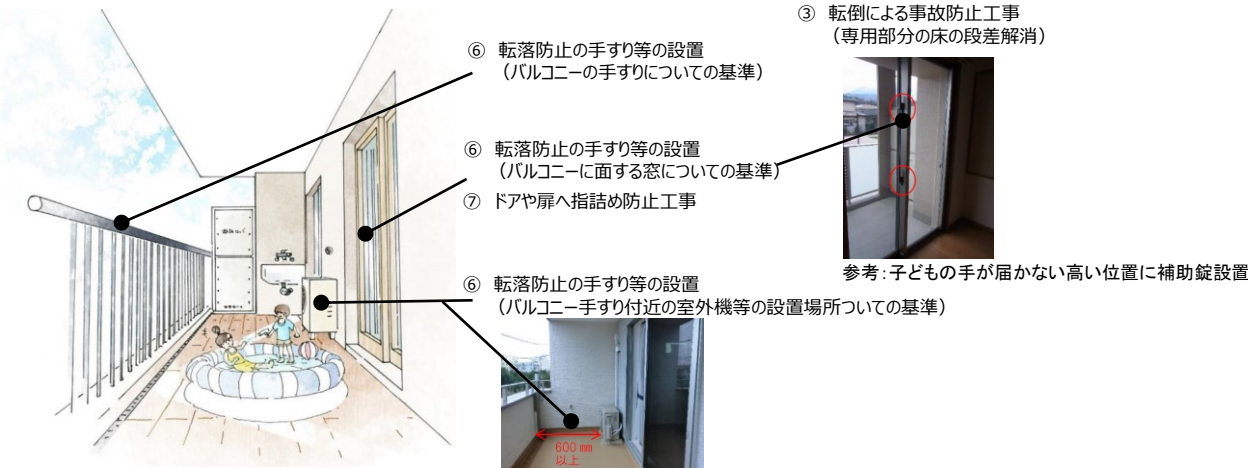 ③ 転倒による事故防止工事
（専用部分の床の段差解消）
⑥ 転落防止の手すり等の設置
（バルコニーの手すりについての基準）
⑥ 転落防止の手すり等の設置
（バルコニーに面する窓についての基準）
⑦ ドアや扉へ指詰め防止工事
参考：子どもの手が届かない高い位置に補助錠設置
⑥ 転落防止の手すり等の設置
（バルコニー手すり付近の室外機等の設置場所ついての基準）
600 mm
以上